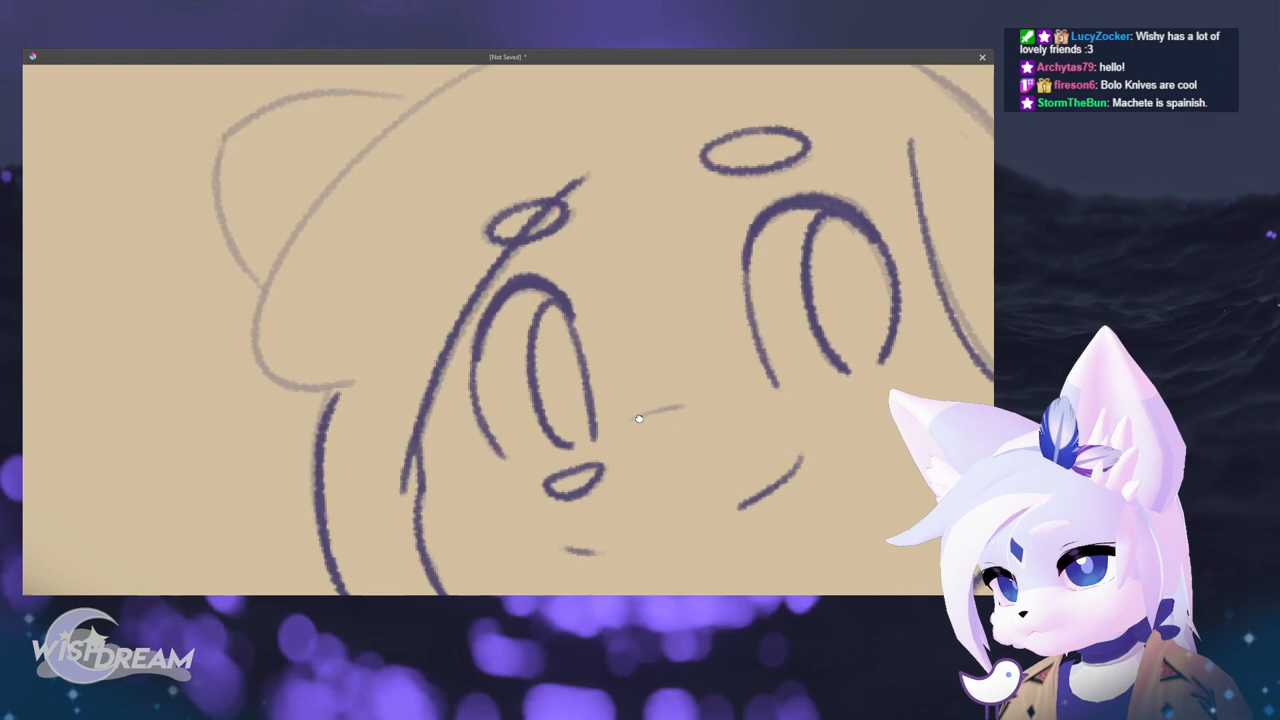 [Not Saved] *
LucyZocker: Wishy has a lot of
lovely friends :3
Archytas79: hello!
fireson6: Bolo Knives are cool
StormTheBun: Machete is spainish.
WISHDREAM